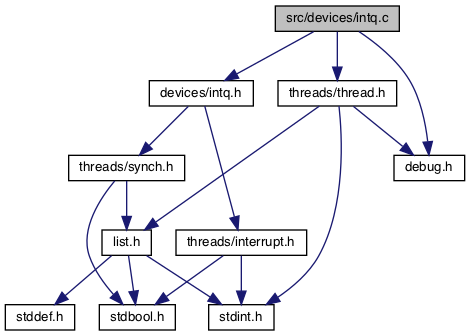 src/devices/intq.c
devices/intq.h
threads/thread.h
threads/synch.h
debug.h
list.h
threads/interrupt.h
stddef.h
stdbool.h
stdint.h